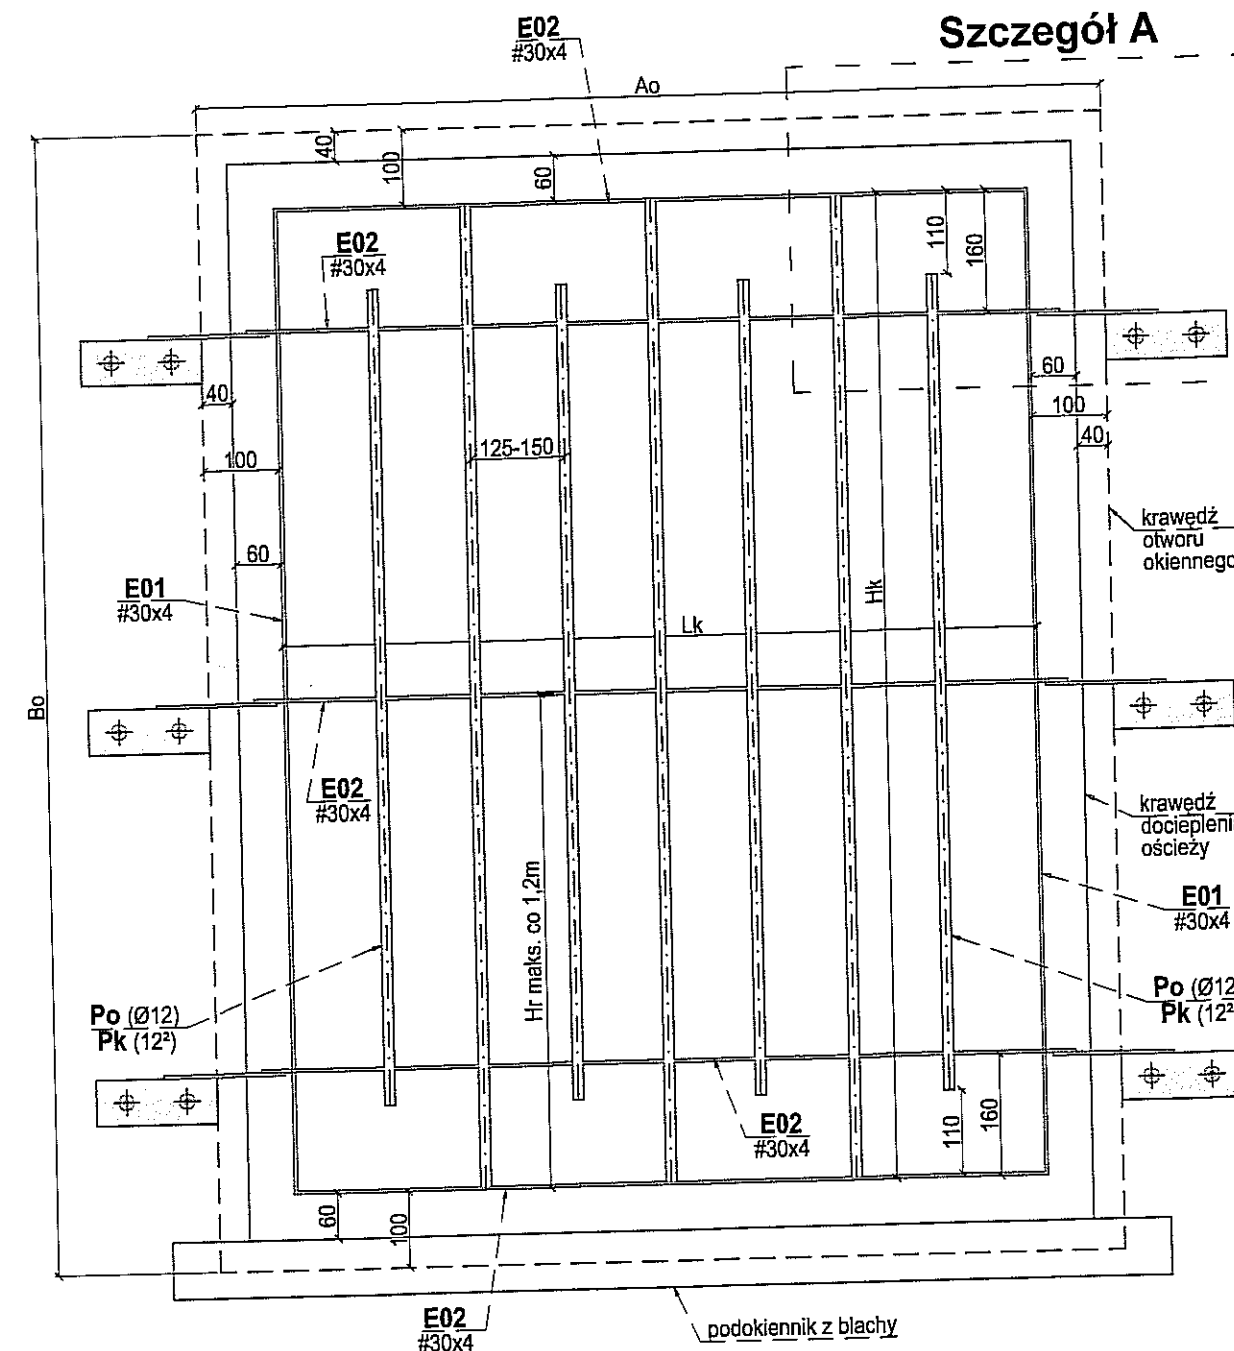 Szczegół A
E02
#30x4
Ao
40
100
60
110
160
E02
#30x4
40
60
100
40
125-150
100
60
krawędź
otworu
okiennego
E01
#30x4
Hk
Lk
Bo
E02
#30x4
krawędź
ościeży
Hr maks. co 1,2m
E01
#30x4
Po (Ø12)
Pk (12²)
Po (Ø12
Pk (12²
E02
#30x4
110
160
60
100
E02
#30x4
podokiennik z blachy